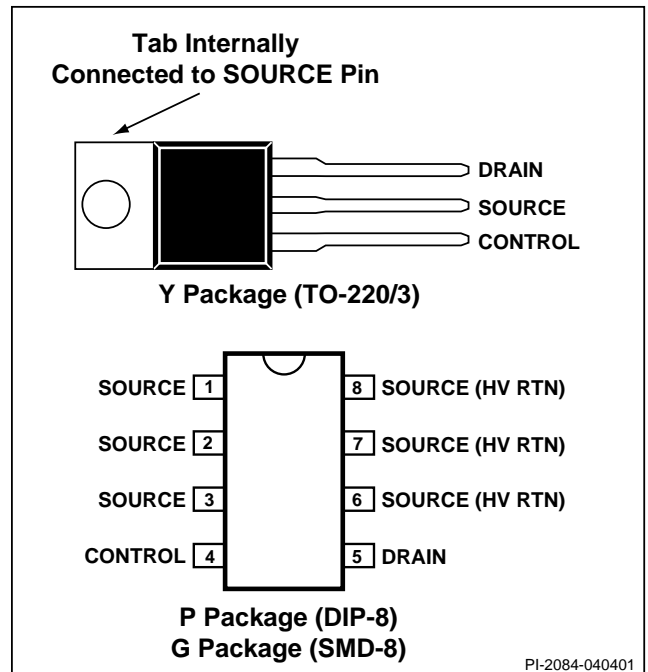 Tab Internally
Connected to SOURCE Pin
DRAIN
SOURCE
CONTROL
Y Package (TO-220/3)
SOURCE 1 8 SOURCE (HV RTN)
SOURCE 2 7 SOURCE (HV RTN)
SOURCE 3 6 SOURCE (HV RTN)
CONTROL 4 5 DRAIN
P Package (DIP-8)
G Package (SMD-8)
PI-2084-040401